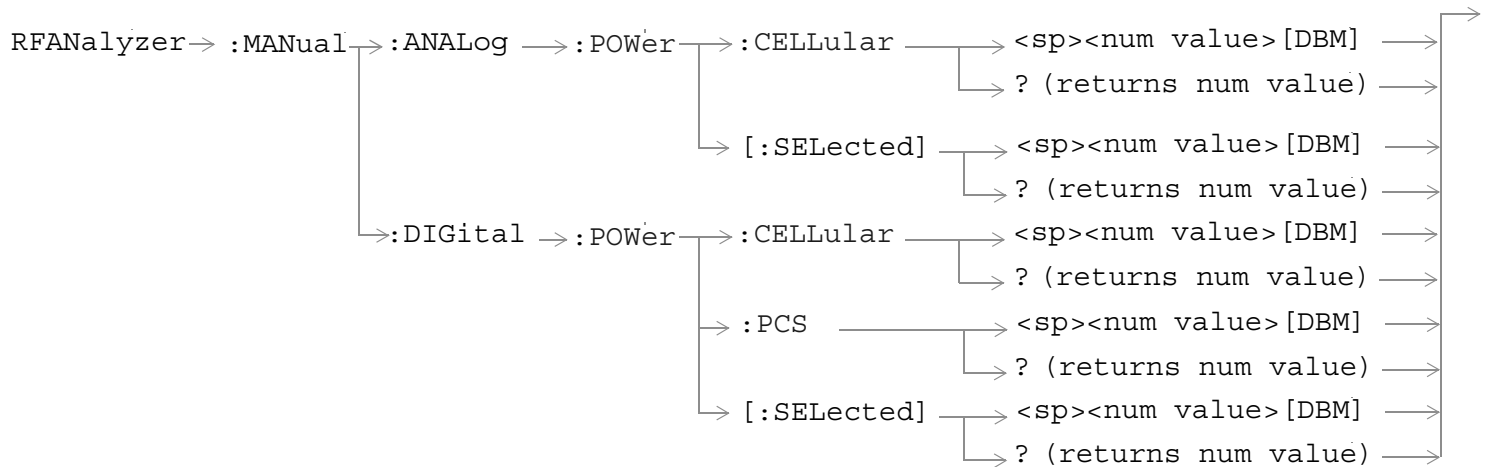 RFANalyzer :MANual :ANALog :POWer :CELLular <sp><num value>[DBM]
? (returns num value)
[:SELected] <sp><num value>[DBM]
? (returns num value)
:DIGital :POWer :CELLular <sp><num value>[DBM]
? (returns num value)
:PCS <sp><num value>[DBM]
? (returns num value)
[:SELected] <sp><num value>[DBM]
? (returns num value)